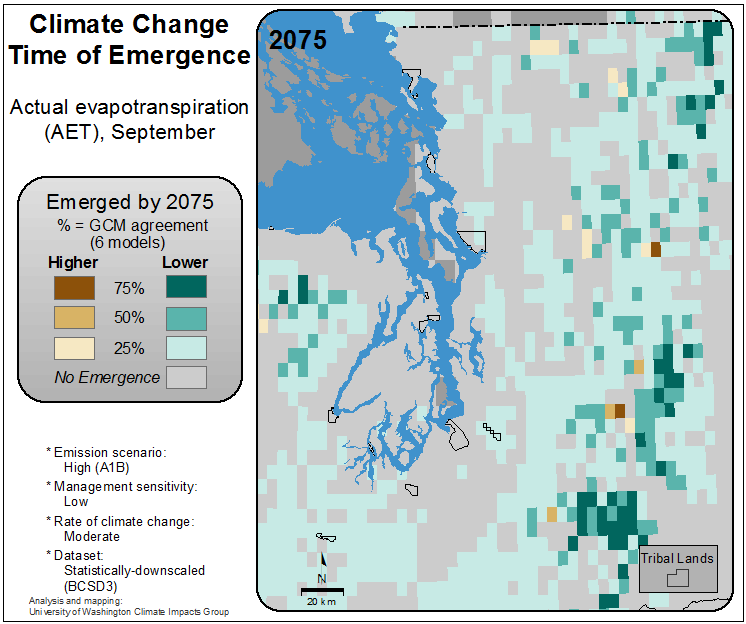 Climate Change
Time of Emergence
Actual evapotranspiration
(AET), September
Emerged by 2075
% = GCM agreement
(6 models)
Higher Lower
75%
50%
25%
No Emergence
* Emission scenario:
High (A1B)
* Management sensitivity:
Low
* Rate of climate change:
Moderate
* Dataset:
Statistically-downscaled
(BCSD3)
Analysis and mapping:
University of Washington Climate Impacts Group
2075
N
20 km
Tribal Lands